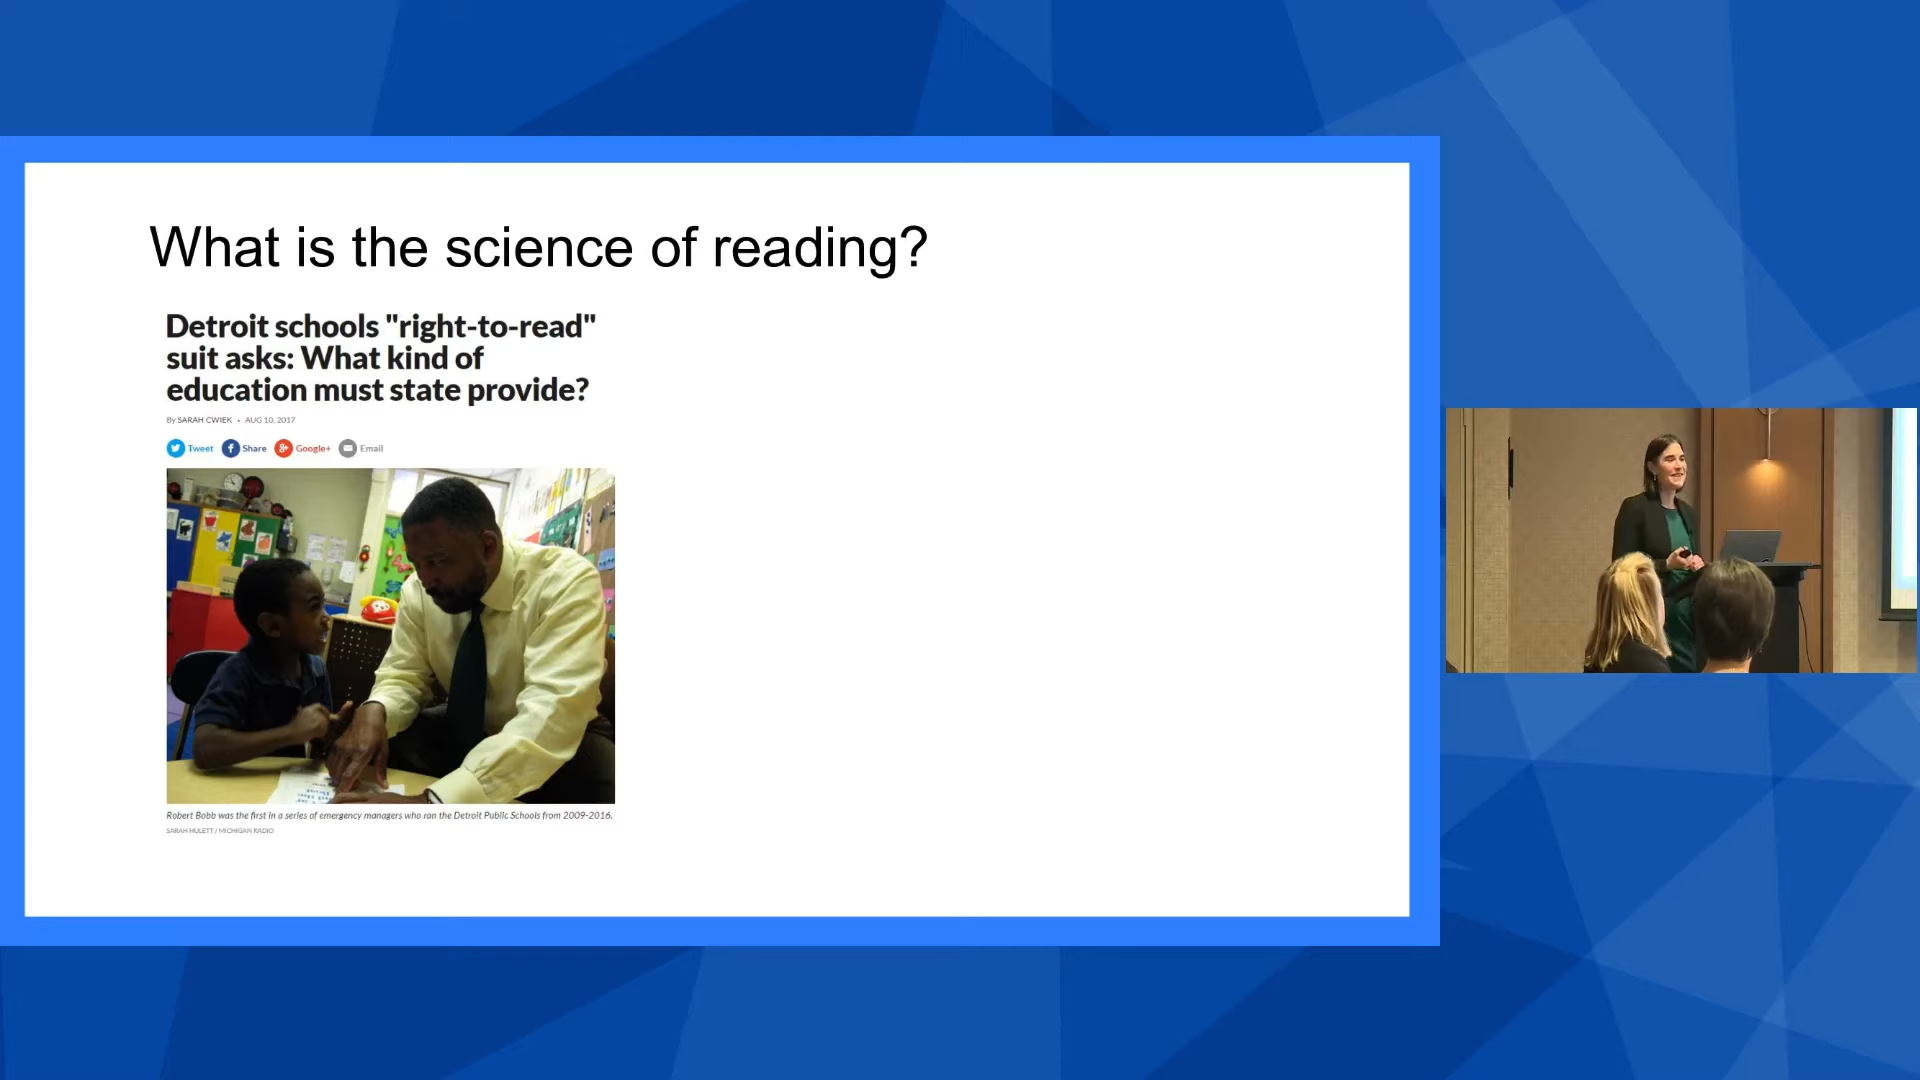 What is the science of reading?
Detroit schools "right-to-read"
suit asks: What kind of
education must state provide?
By SARAH CWIEK • AUG 10, 2017
Tweet Share Google+ Email
Robert Bobb was the first in a series of emergency managers who ran the Detroit Public Schools from 2009-2016.
SARAH HULETT / MICHIGAN RADIO